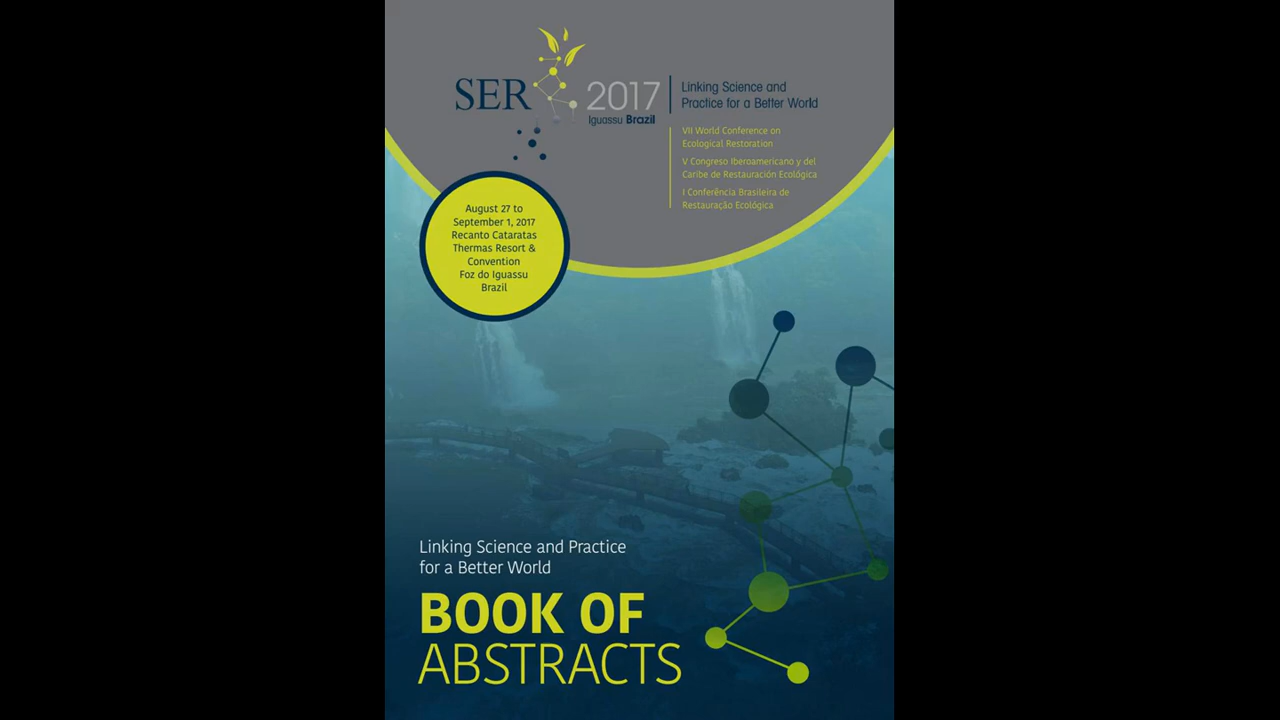 SER 2017
Iguassu Brazil
Linking Science and
Practice for a Better World
VII World Conference on
Ecological Restoration
V Congreso Iberoamericano y del
Caribe de Restauración Ecológica
I Conferência Brasileira de
Restauração Ecológica
August 27 to
September 1, 2017
Recanto Cataratas
Thermas Resort &
Convention
Foz do Iguassu
Brazil
Linking Science and Practice
for a Better World
BOOK OF
ABSTRACTS